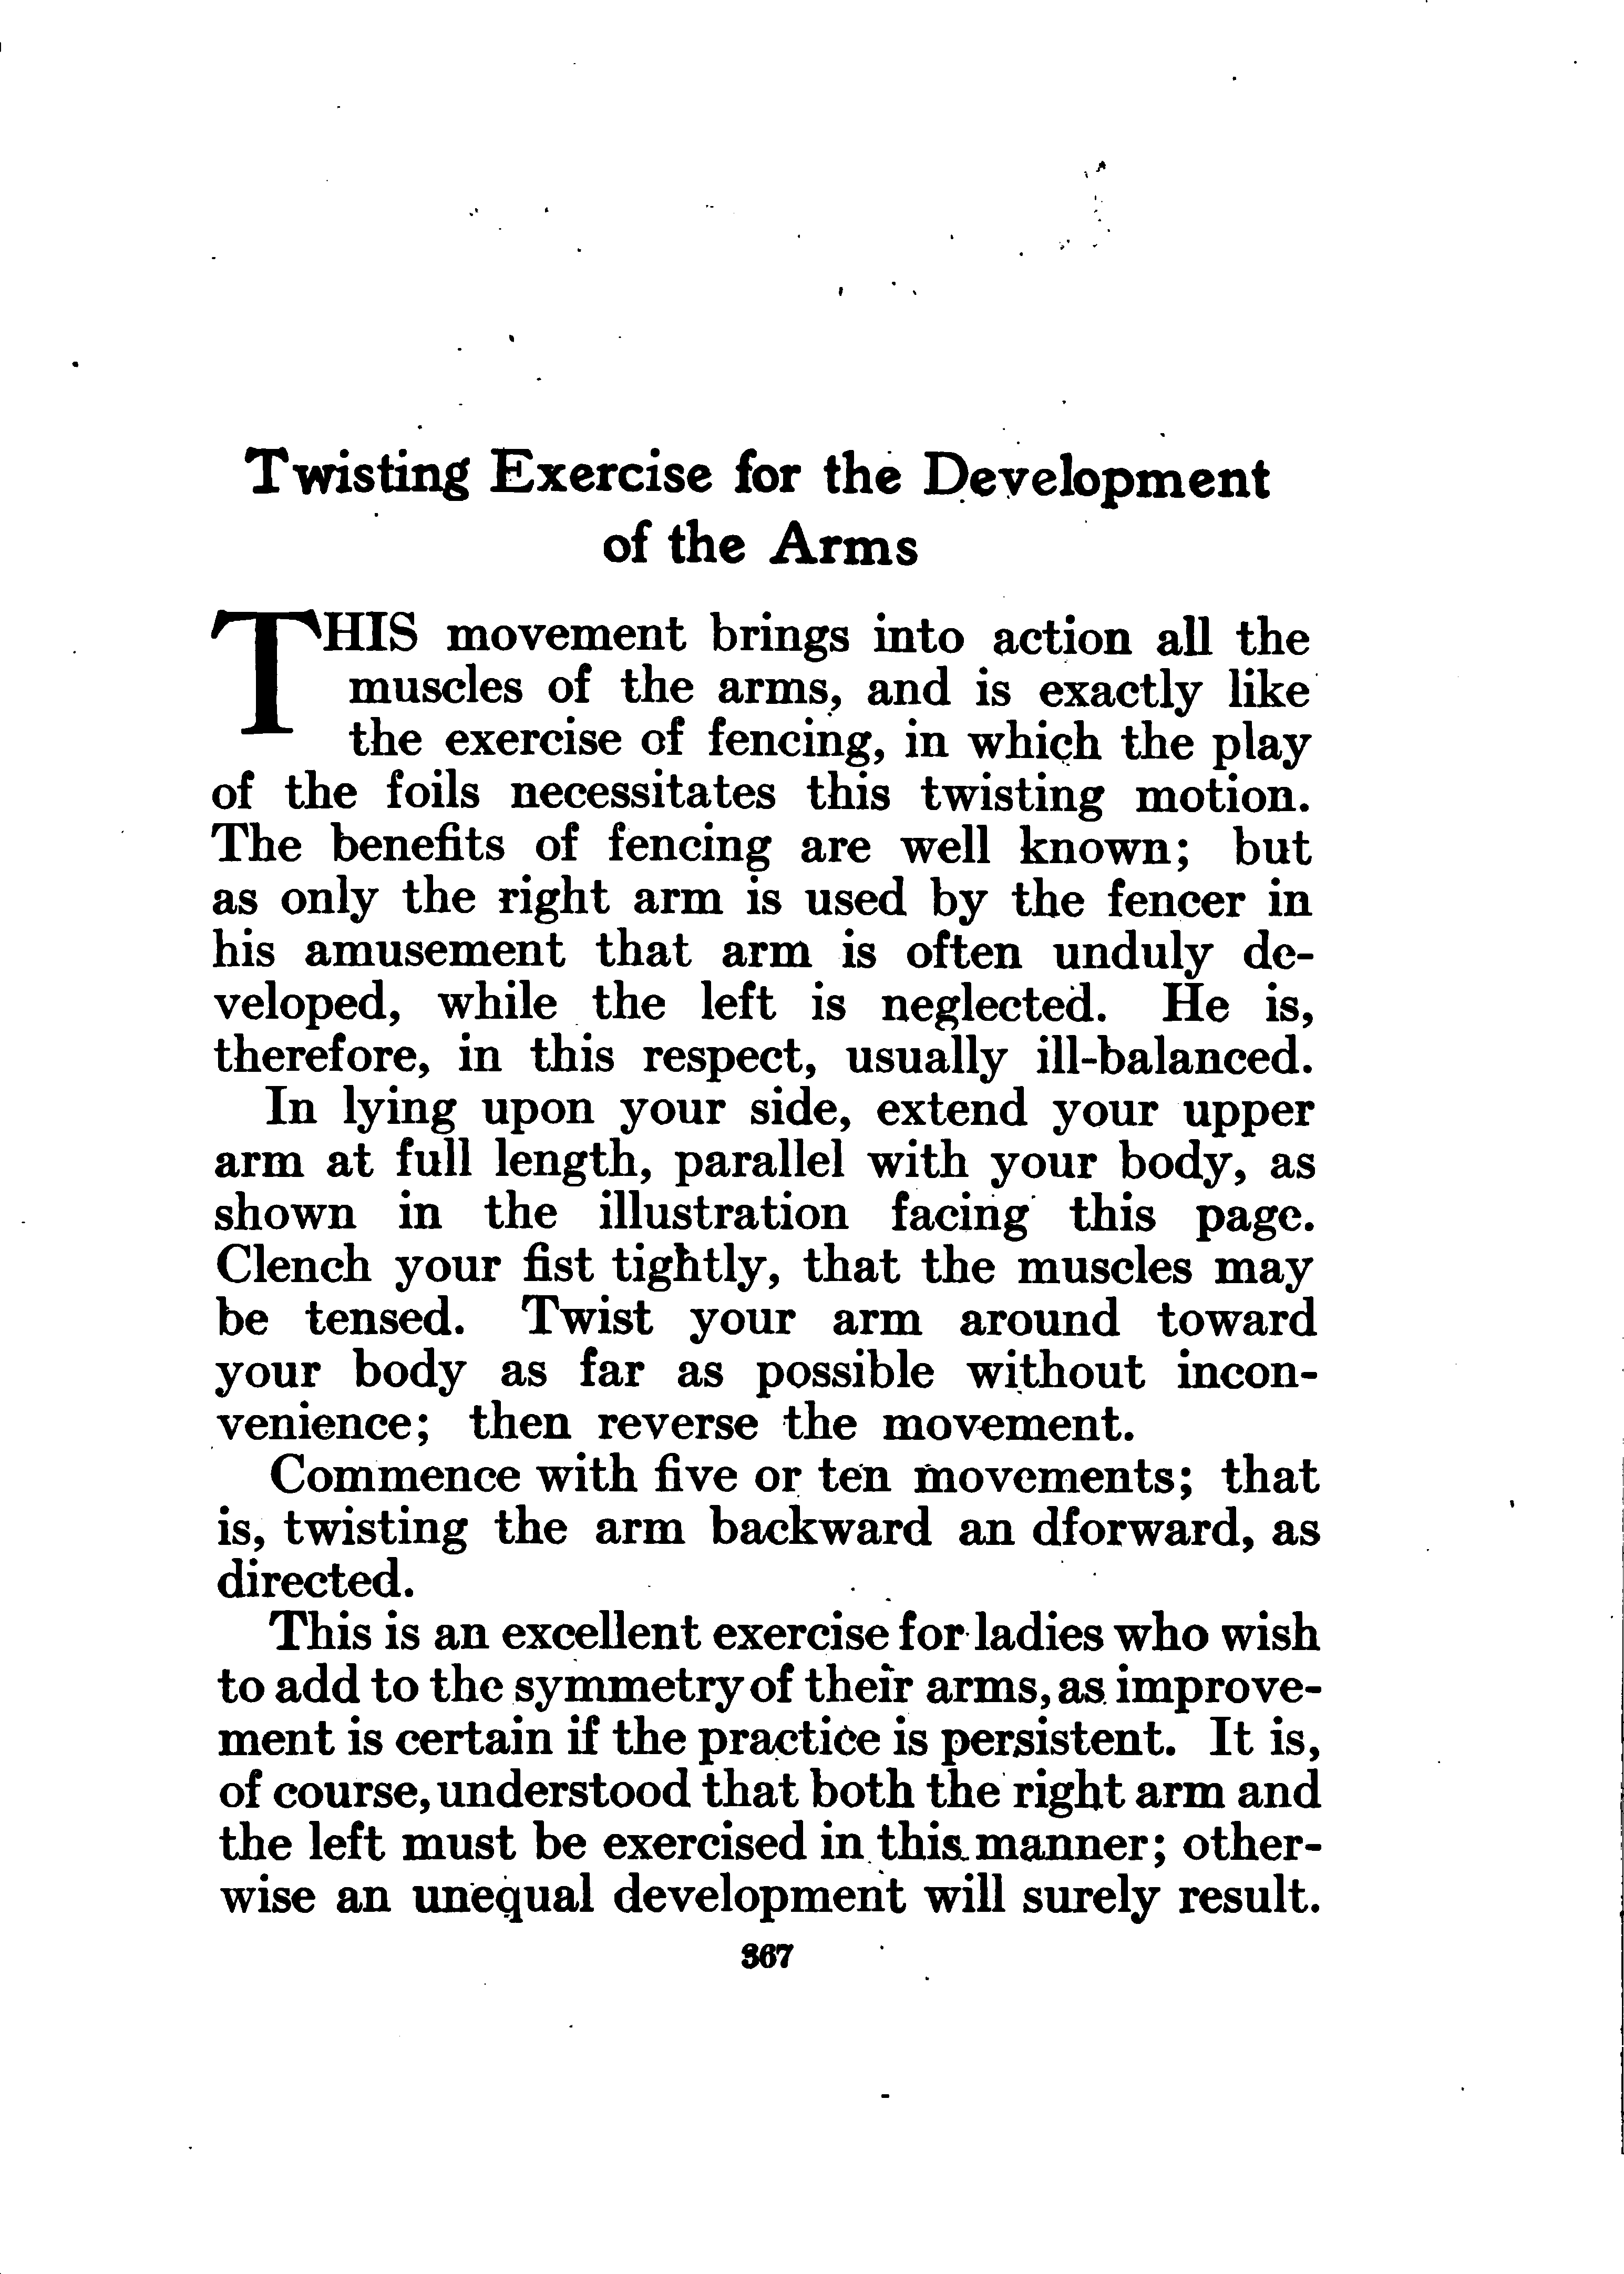 Twisting Exercise for the Development
of the Arms
THIS movement brings into action all the
muscles of the arms, and is exactly like
the exercise of fencing, in which the play
of the foils necessitates this twisting motion.
The benefits of fencing are well known; but
as only the right arm is used by the fencer in
his amusement that arm is often unduly de-
veloped, while the left is neglected. He is,
therefore, in this respect, usually ill-balanced.
In lying upon your side, extend your upper
arm at full length, parallel with your body, as
shown in the illustration facing this page.
Clench your fist tightly, that the muscles may
be tensed. Twist your arm around toward
your body as far as possible without incon-
venience; then reverse the movement.
Commence with five or ten movements; that
is, twisting the arm backward an dforward, as
directed.
This is an excellent exercise for ladies who wish
to add to the symmetry of their arms, as improve-
ment is certain if the practice is persistent. It is,
of course, understood that both the right arm and
the left must be exercised in this manner; other-
wise an unequal development will surely result.
367